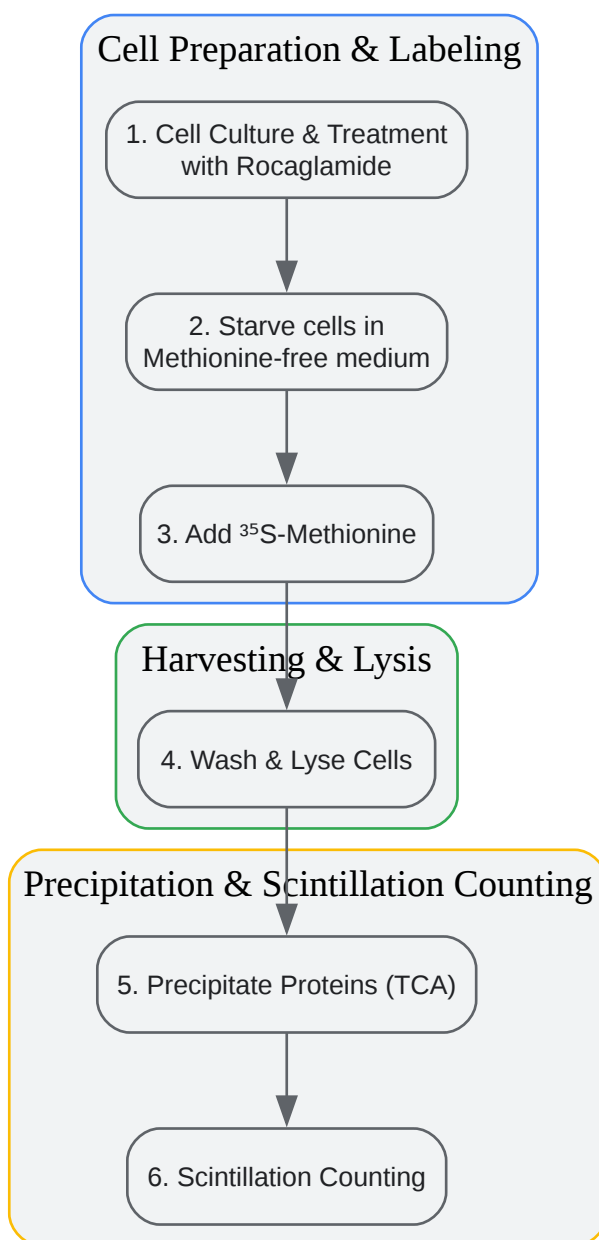 Cell Preparation & Labeling
1. Cell Culture & Treatment
with Rocaglamide
2. Starve cells in
Methionine-free medium
3. Add ³⁵S-Methionine
Harvesting & Lysis
4. Wash & Lyse Cells
Precipitation & Scintillation Counting
5. Precipitate Proteins (TCA)
6. Scintillation Counting